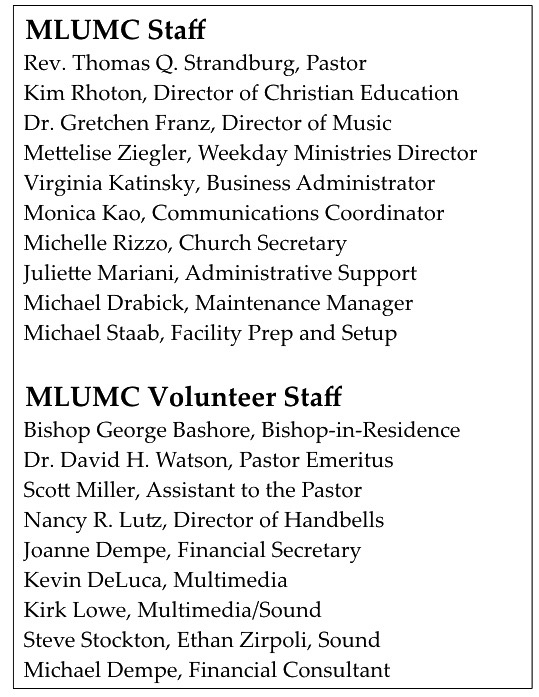 MLUMC Staff
Rev. Thomas Q. Strandburg, Pastor
Kim Rhoton, Director of Christian Education
Dr. Gretchen Franz, Director of Music
Mettelise Ziegler, Weekday Ministries Director
Virginia Katinsky, Business Administrator
Monica Kao, Communications Coordinator
Michelle Rizzo, Church Secretary
Juliette Mariani, Administrative Support
Michael Drabick, Maintenance Manager
Michael Staab, Facility Prep and Setup
MLUMC Volunteer Staff
Bishop George Bashore, Bishop-in-Residence
Dr. David H. Watson, Pastor Emeritus
Scott Miller, Assistant to the Pastor
Nancy R. Lutz, Director of Handbells
Joanne Dempe, Financial Secretary
Kevin DeLuca, Multimedia
Kirk Lowe, Multimedia/Sound
Steve Stockton, Ethan Zirpoli, Sound
Michael Dempe, Financial Consultant